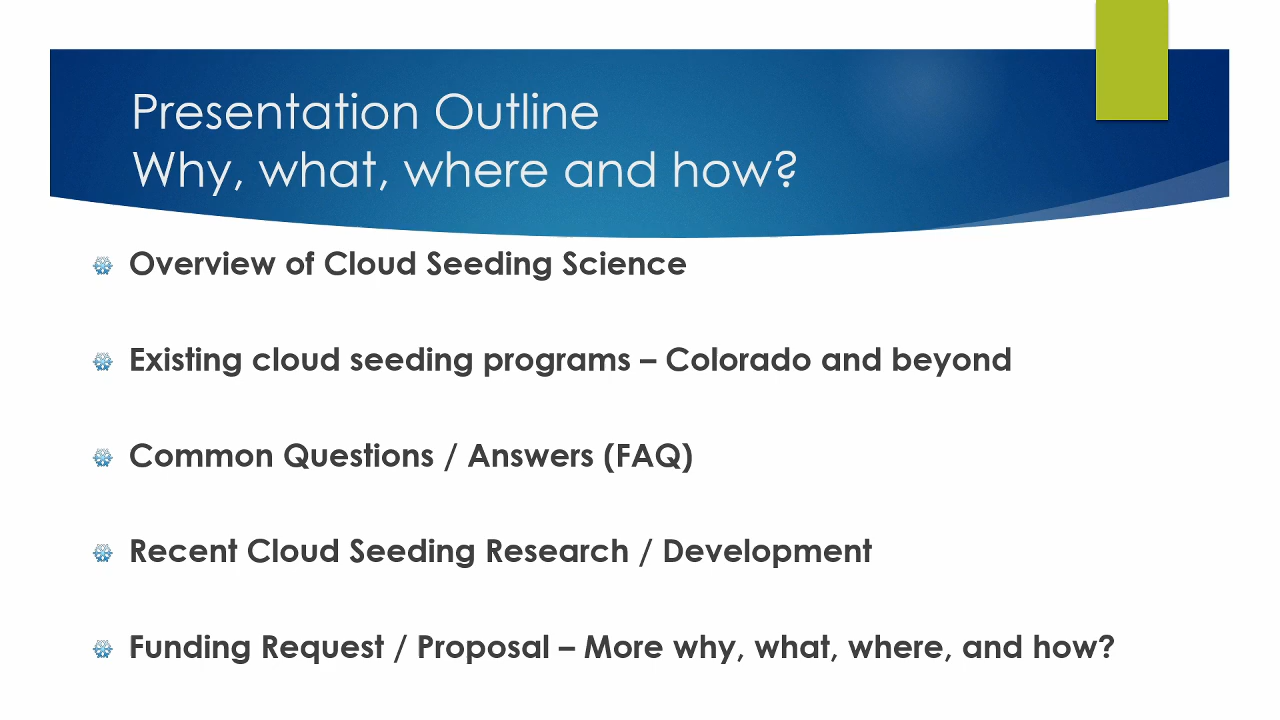 Presentation Outline
Why, what, where and how?
Overview of Cloud Seeding Science
Existing cloud seeding programs – Colorado and beyond
Common Questions / Answers (FAQ)
Recent Cloud Seeding Research / Development
Funding Request / Proposal – More why, what, where, and how?